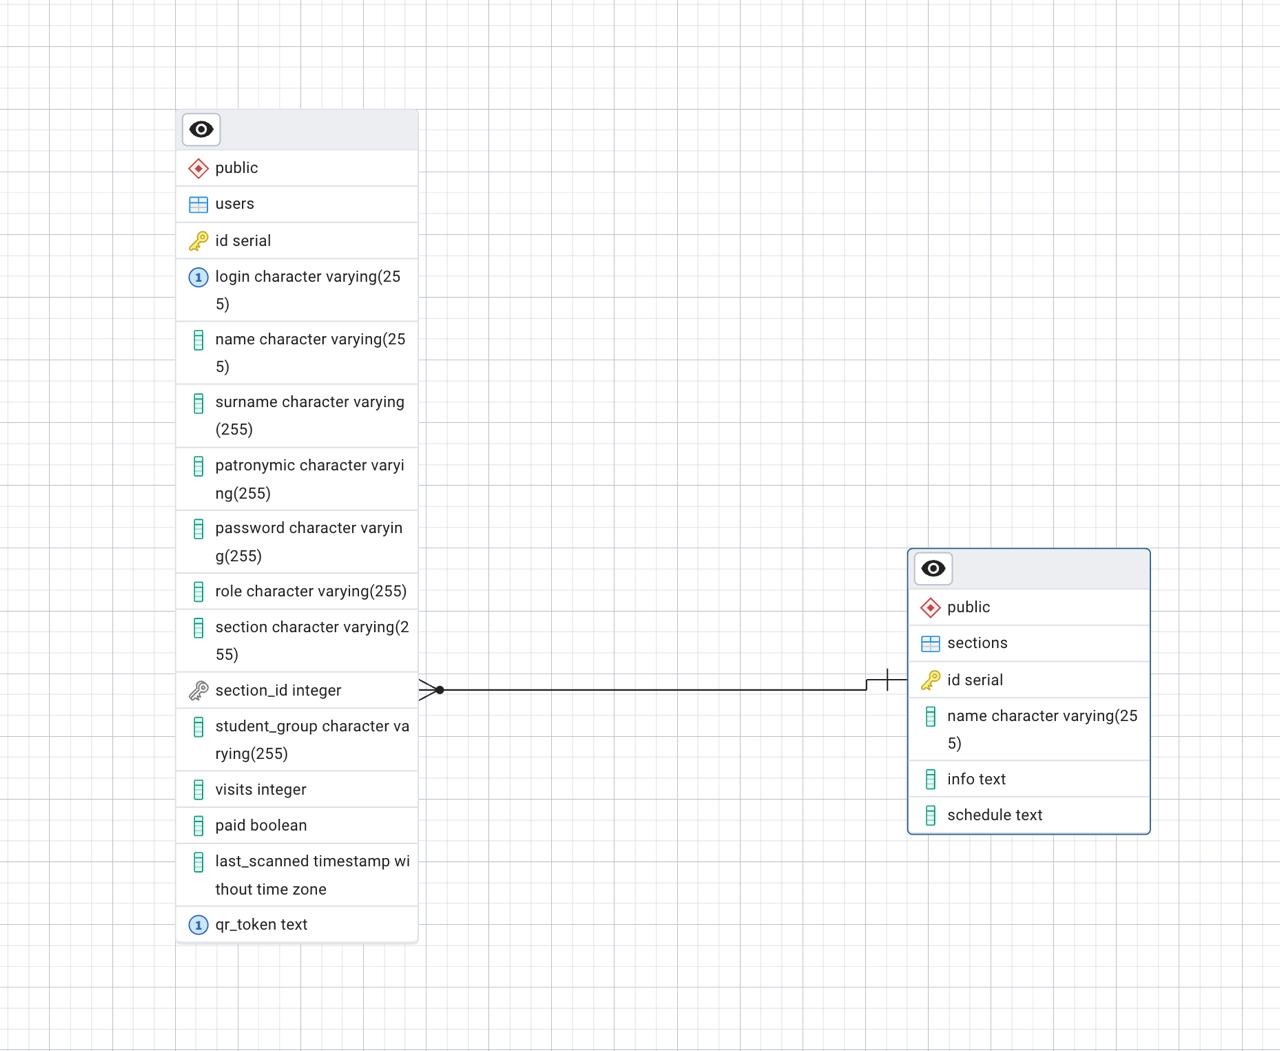 public
users
id serial
1 login character varying(25
5)
name character varying(25
5)
surname character varying
(255)
patronymic character varyi
ng(255)
password character varyin
g(255)
role character varying(255)
section character varying(2
55)
section_id integer
student_group character va
rying(255)
visits integer
paid boolean
last_scanned timestamp wi
thout time zone
1 qr_token text
public
sections
id serial
name character varying(25
5)
info text
schedule text